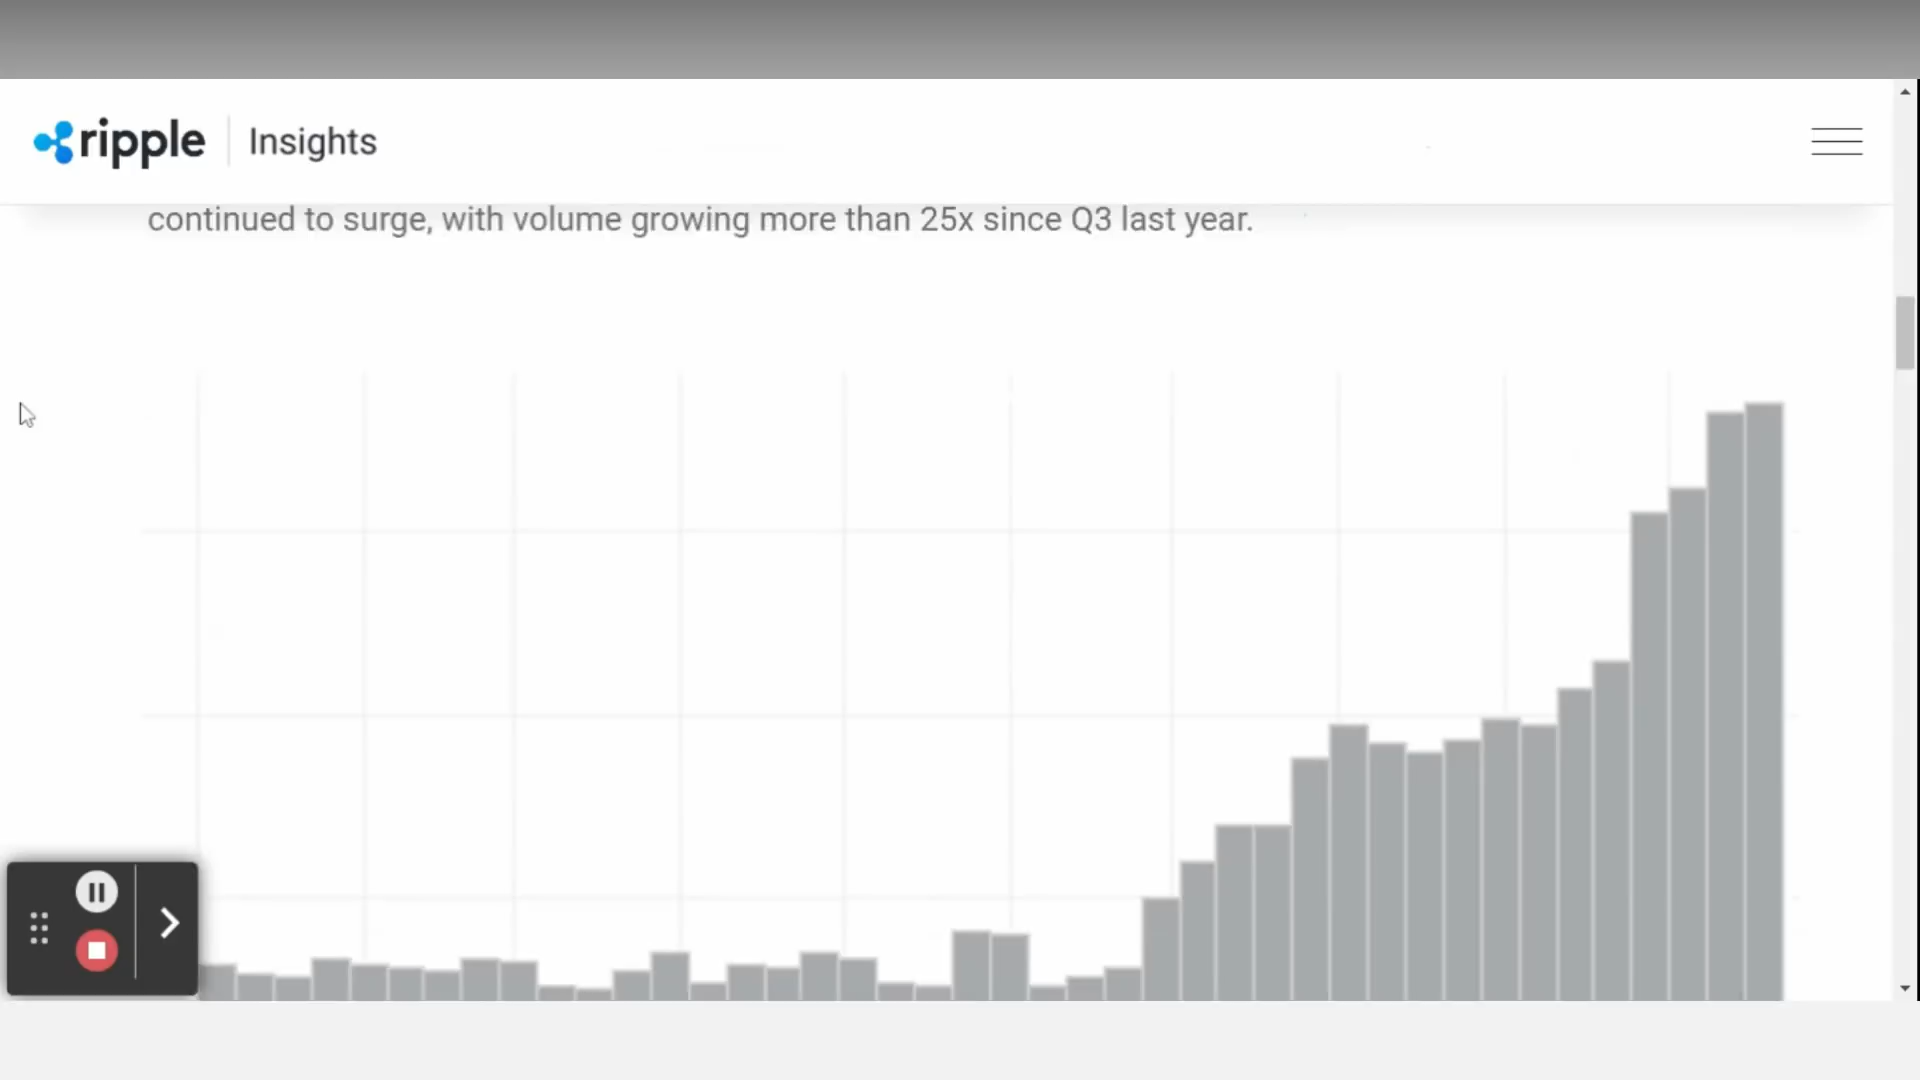 ripple
Insights
continued to surge, with volume growing more than 25x since Q3 last year.